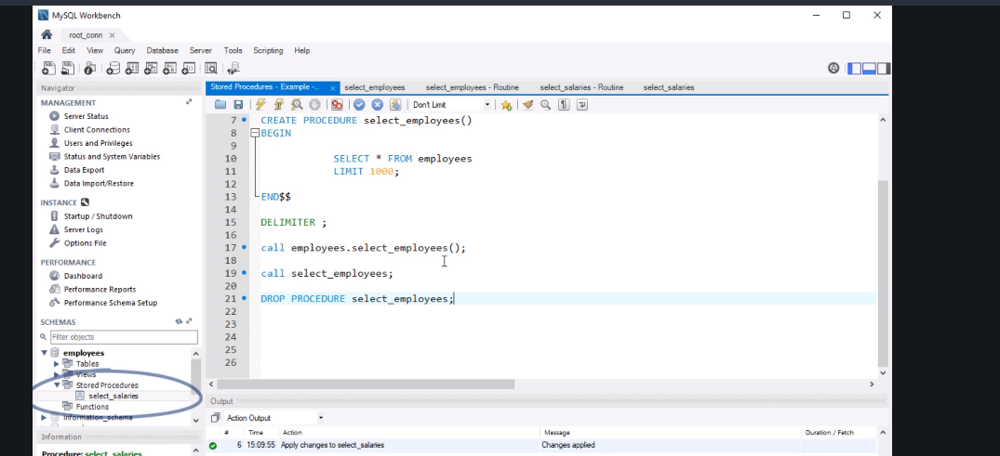 MySQL Workbench
root_conn
File Edit View Query Database Server Tools Scripting Help
Navigator
MANAGEMENT
Server Status
Client Connections
Users and Privileges
Status and System Variables
Data Export
Data Import/Restore
INSTANCE
Startup / Shutdown
Server Logs
Options File
PERFORMANCE
Dashboard
Performance Reports
Performance Schema Setup
SCHEMAS
Filter objects
employees
Tables
Views
Stored Procedures
select_salaries
Functions
information_schema
Information
Procedure: select_salaries
Stored Procedures - Example -... select_employees select_employees - Routine select_salaries - Routine select_salaries
Don't Limit
7 CREATE PROCEDURE select_employees()
8 BEGIN
9
10 SELECT * FROM employees
11 LIMIT 1000;
12
13 END$$
14
15 DELIMITER ;
16
17 call employees.select_employees();
18
19 call select_employees;
20
21 DROP PROCEDURE select_employees;
22
23
24
25
26
Output
Action Output
# Time Action Message Duration / Fetch
6 15:09:55 Apply changes to select_salaries Changes applied